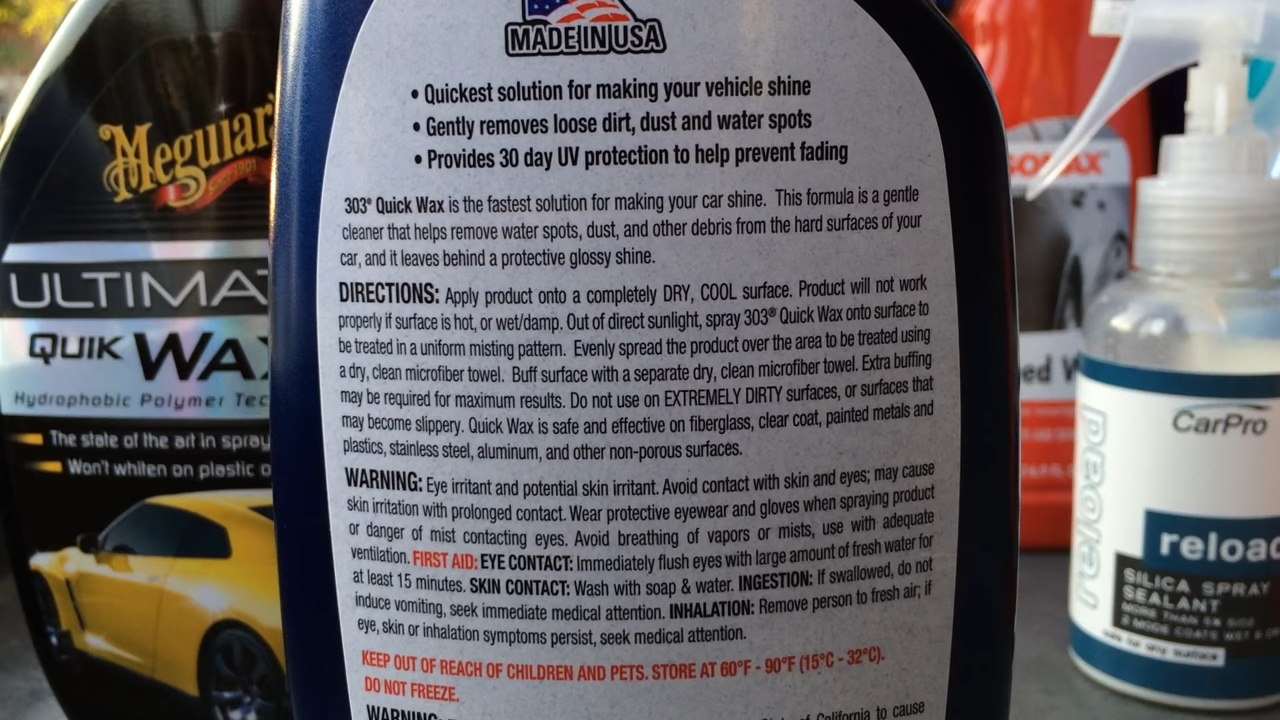 MADE IN USA
• Quickest solution for making your vehicle shine
• Gently removes loose dirt, dust and water spots
• Provides 30 day UV protection to help prevent fading
303® Quick Wax is the fastest solution for making your car shine. This formula is a gentle
cleaner that helps remove water spots, dust, and other debris from the hard surfaces of your
car, and it leaves behind a protective glossy shine.
DIRECTIONS: Apply product onto a completely DRY, COOL surface. Product will not work
properly if surface is hot, or wet/damp. Out of direct sunlight, spray 303® Quick Wax onto surface to
be treated in a uniform misting pattern. Evenly spread the product over the area to be treated using
a dry, clean microfiber towel. Buff surface with a separate dry, clean microfiber towel. Extra buffing
may be required for maximum results. Do not use on EXTREMELY DIRTY surfaces, or surfaces that
may become slippery. Quick Wax is safe and effective on fiberglass, clear coat, painted metals and
plastics, stainless steel, aluminum, and other non-porous surfaces.
WARNING: Eye irritant and potential skin irritant. Avoid contact with skin and eyes; may cause
skin irritation with prolonged contact. Wear protective eyewear and gloves when spraying product
or danger of mist contacting eyes. Avoid breathing of vapors or mists, use with adequate
ventilation. FIRST AID: EYE CONTACT: Immediately flush eyes with large amount of fresh water for
at least 15 minutes. SKIN CONTACT: Wash with soap & water. INGESTION: If swallowed, do not
induce vomiting, seek immediate medical attention. INHALATION: Remove person to fresh air; if
eye, skin or inhalation symptoms persist, seek medical attention.
KEEP OUT OF REACH OF CHILDREN AND PETS. STORE AT 60°F - 90°F (15°C - 32°C).
DO NOT FREEZE.
WARNING: of California to cause
Meguiar's
SINCE 1901
ULTIMA
QUIK WAX
Hydrophobic Polymer Tec
The state of the art in spray
Won't whiten on plastic o
SONAX
ed W
CarPro
reload
reload
SILICA SPRAY
SEALANT
safe for any surface